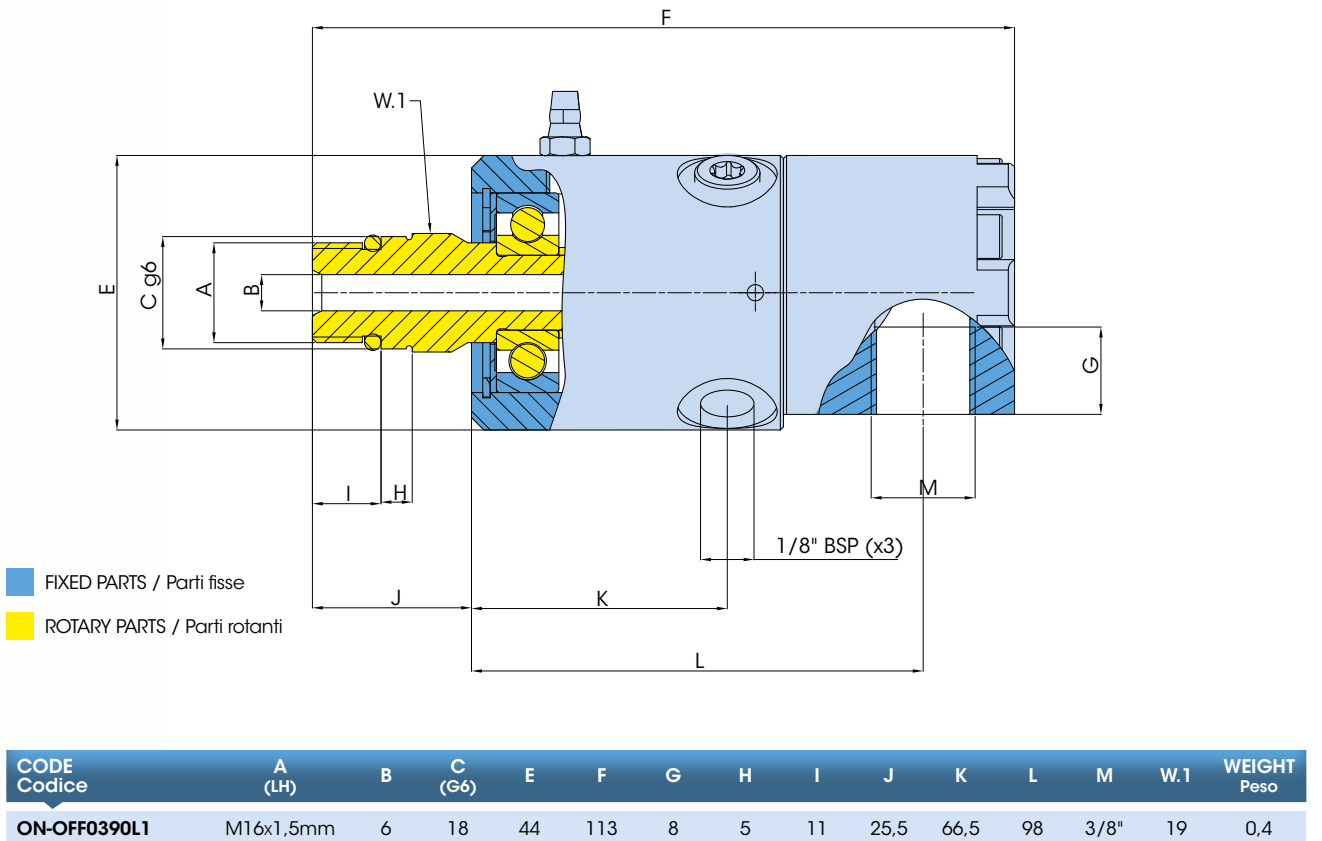 F
W.1
E
C g6
A
B
G
I
H
M
1/8" BSP (x3)
FIXED PARTS / Parti fisse
J
K
ROTARY PARTS / Parti rotanti
L
CODE A B C E F G H I J K L M W.1 WEIGHT
Codice (LH) (G6) Peso
ON-OFF0390L1 M16x1,5mm 6 18 44 113 8 5 11 25,5 66,5 98 3/8" 19 0,4